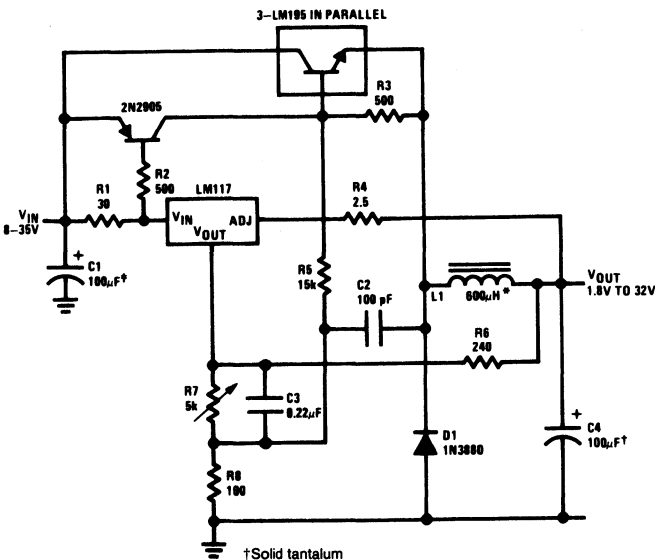 3–LM195 IN PARALLEL
R3
500
2N2905
R2
500
LM117
R1
30
R4
2.5
VIN
8–35V
VIN
ADJ
VOUT
C1
100µF‡
+
R5
15k
C2
100 pF
L1
600µH*
VOUT
1.8V TO 32V
R6
240
R7
5k
C3
0.22µF
D1
1N3880
+
C4
100µF†
R8
100
†Solid tantalum